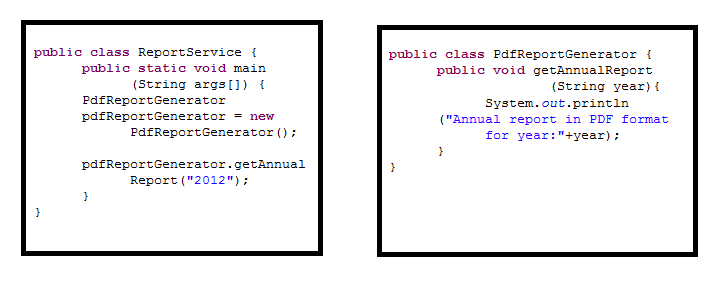 public class ReportService {
public static void main
(String args[]) {
PdfReportGenerator
pdfReportGenerator = new
PdfReportGenerator();
pdfReportGenerator.getAnnual
Report("2012");
}
}
public class PdfReportGenerator {
public void getAnnualReport
(String year){
System.out.println
("Annual report in PDF format
for year:"+year);
}
}